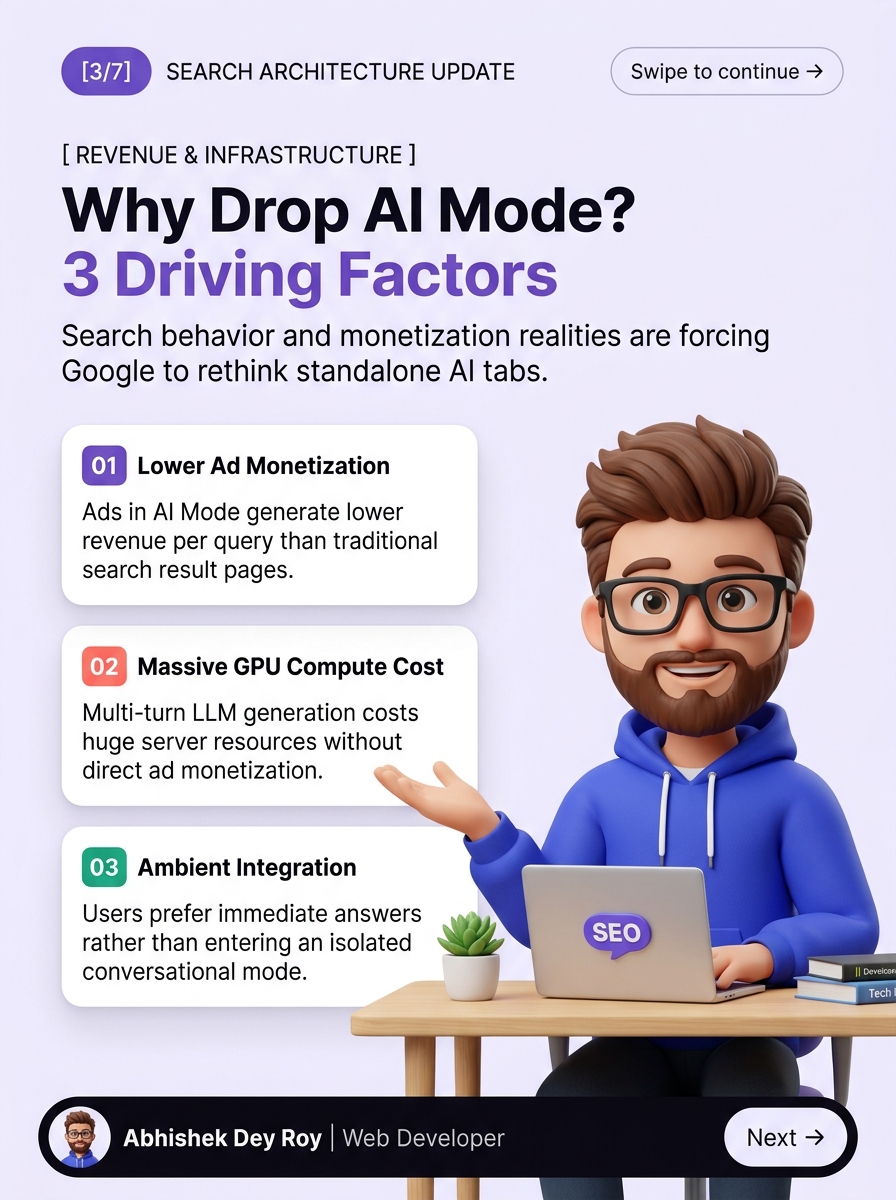 [3/7] SEARCH ARCHITECTURE UPDATE
Swipe to continue →
[ REVENUE & INFRASTRUCTURE ]
Why Drop AI Mode?
3 Driving Factors
Search behavior and monetization realities are forcing
Google to rethink standalone AI tabs.
01 Lower Ad Monetization
Ads in AI Mode generate lower
revenue per query than traditional
search result pages.
02 Massive GPU Compute Cost
Multi-turn LLM generation costs
huge server resources without
direct ad monetization.
03 Ambient Integration
Users prefer immediate answers
rather than entering an isolated
conversational mode.
SEO
Tech
Abhishek Dey Roy | Web Developer
Next →